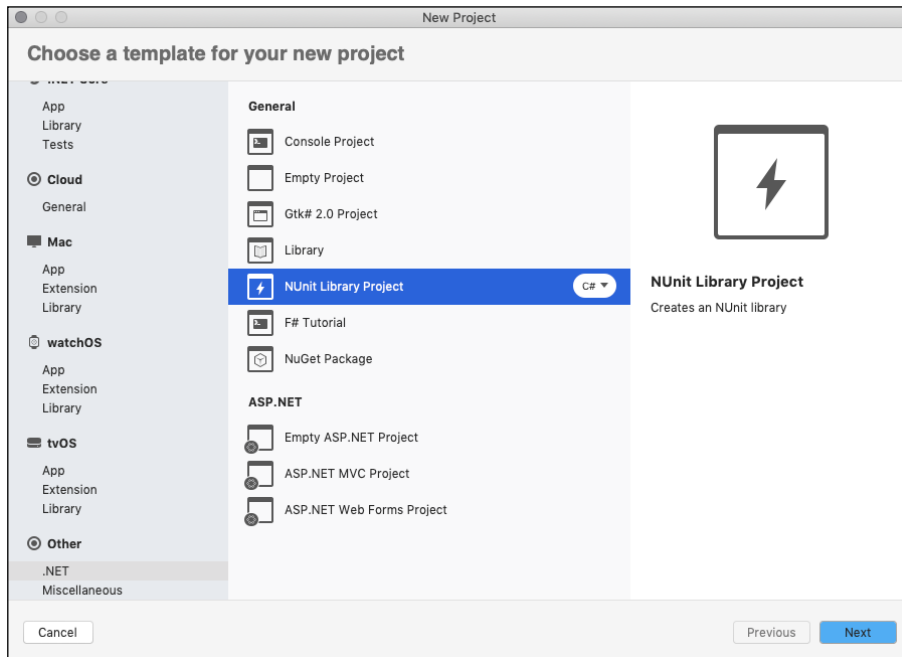 New Project
Choose a template for your new project
App
Library
Tests
Cloud
General
Mac
App
Extension
Library
watchOS
App
Extension
Library
tvOS
App
Extension
Library
Other
.NET
Miscellaneous
General
Console Project
Empty Project
Gtk# 2.0 Project
Library
NUnit Library Project C#
F# Tutorial
NuGet Package
ASP.NET
Empty ASP.NET Project
ASP.NET MVC Project
ASP.NET Web Forms Project
NUnit Library Project
Creates an NUnit library
Cancel
Previous
Next